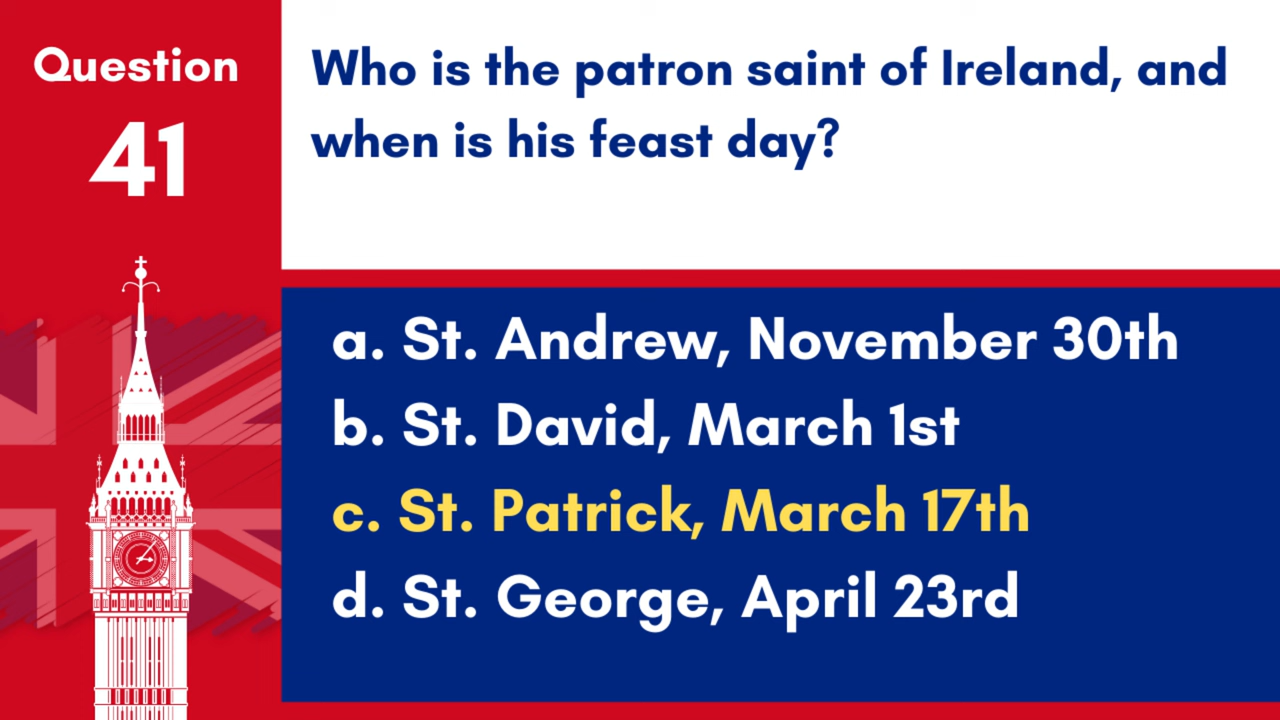 Question
41
Who is the patron saint of Ireland, and
when is his feast day?
a. St. Andrew, November 30th
b. St. David, March 1st
c. St. Patrick, March 17th
d. St. George, April 23rd